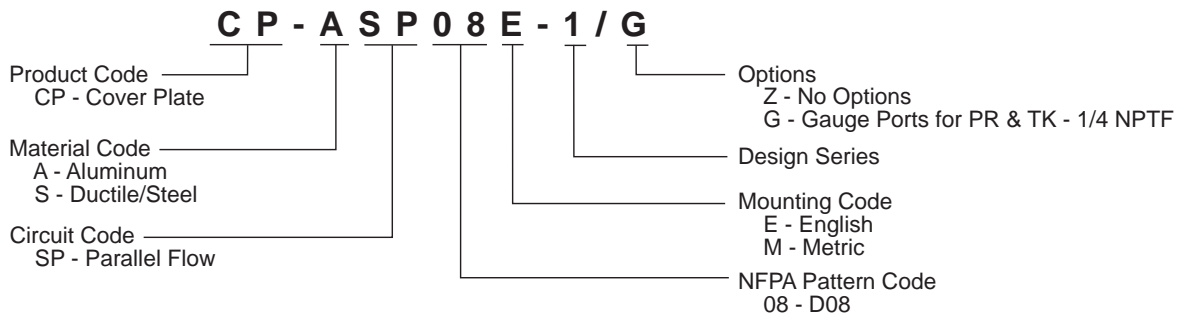 CP-ASP08E-1/G
Product Code
CP - Cover Plate
Material Code
A - Aluminum
S - Ductile/Steel
Circuit Code
SP - Parallel Flow
Options
Z - No Options
G - Gauge Ports for PR & TK - 1/4 NPTF
Design Series
Mounting Code
E - English
M - Metric
NFPA Pattern Code
08 - D08